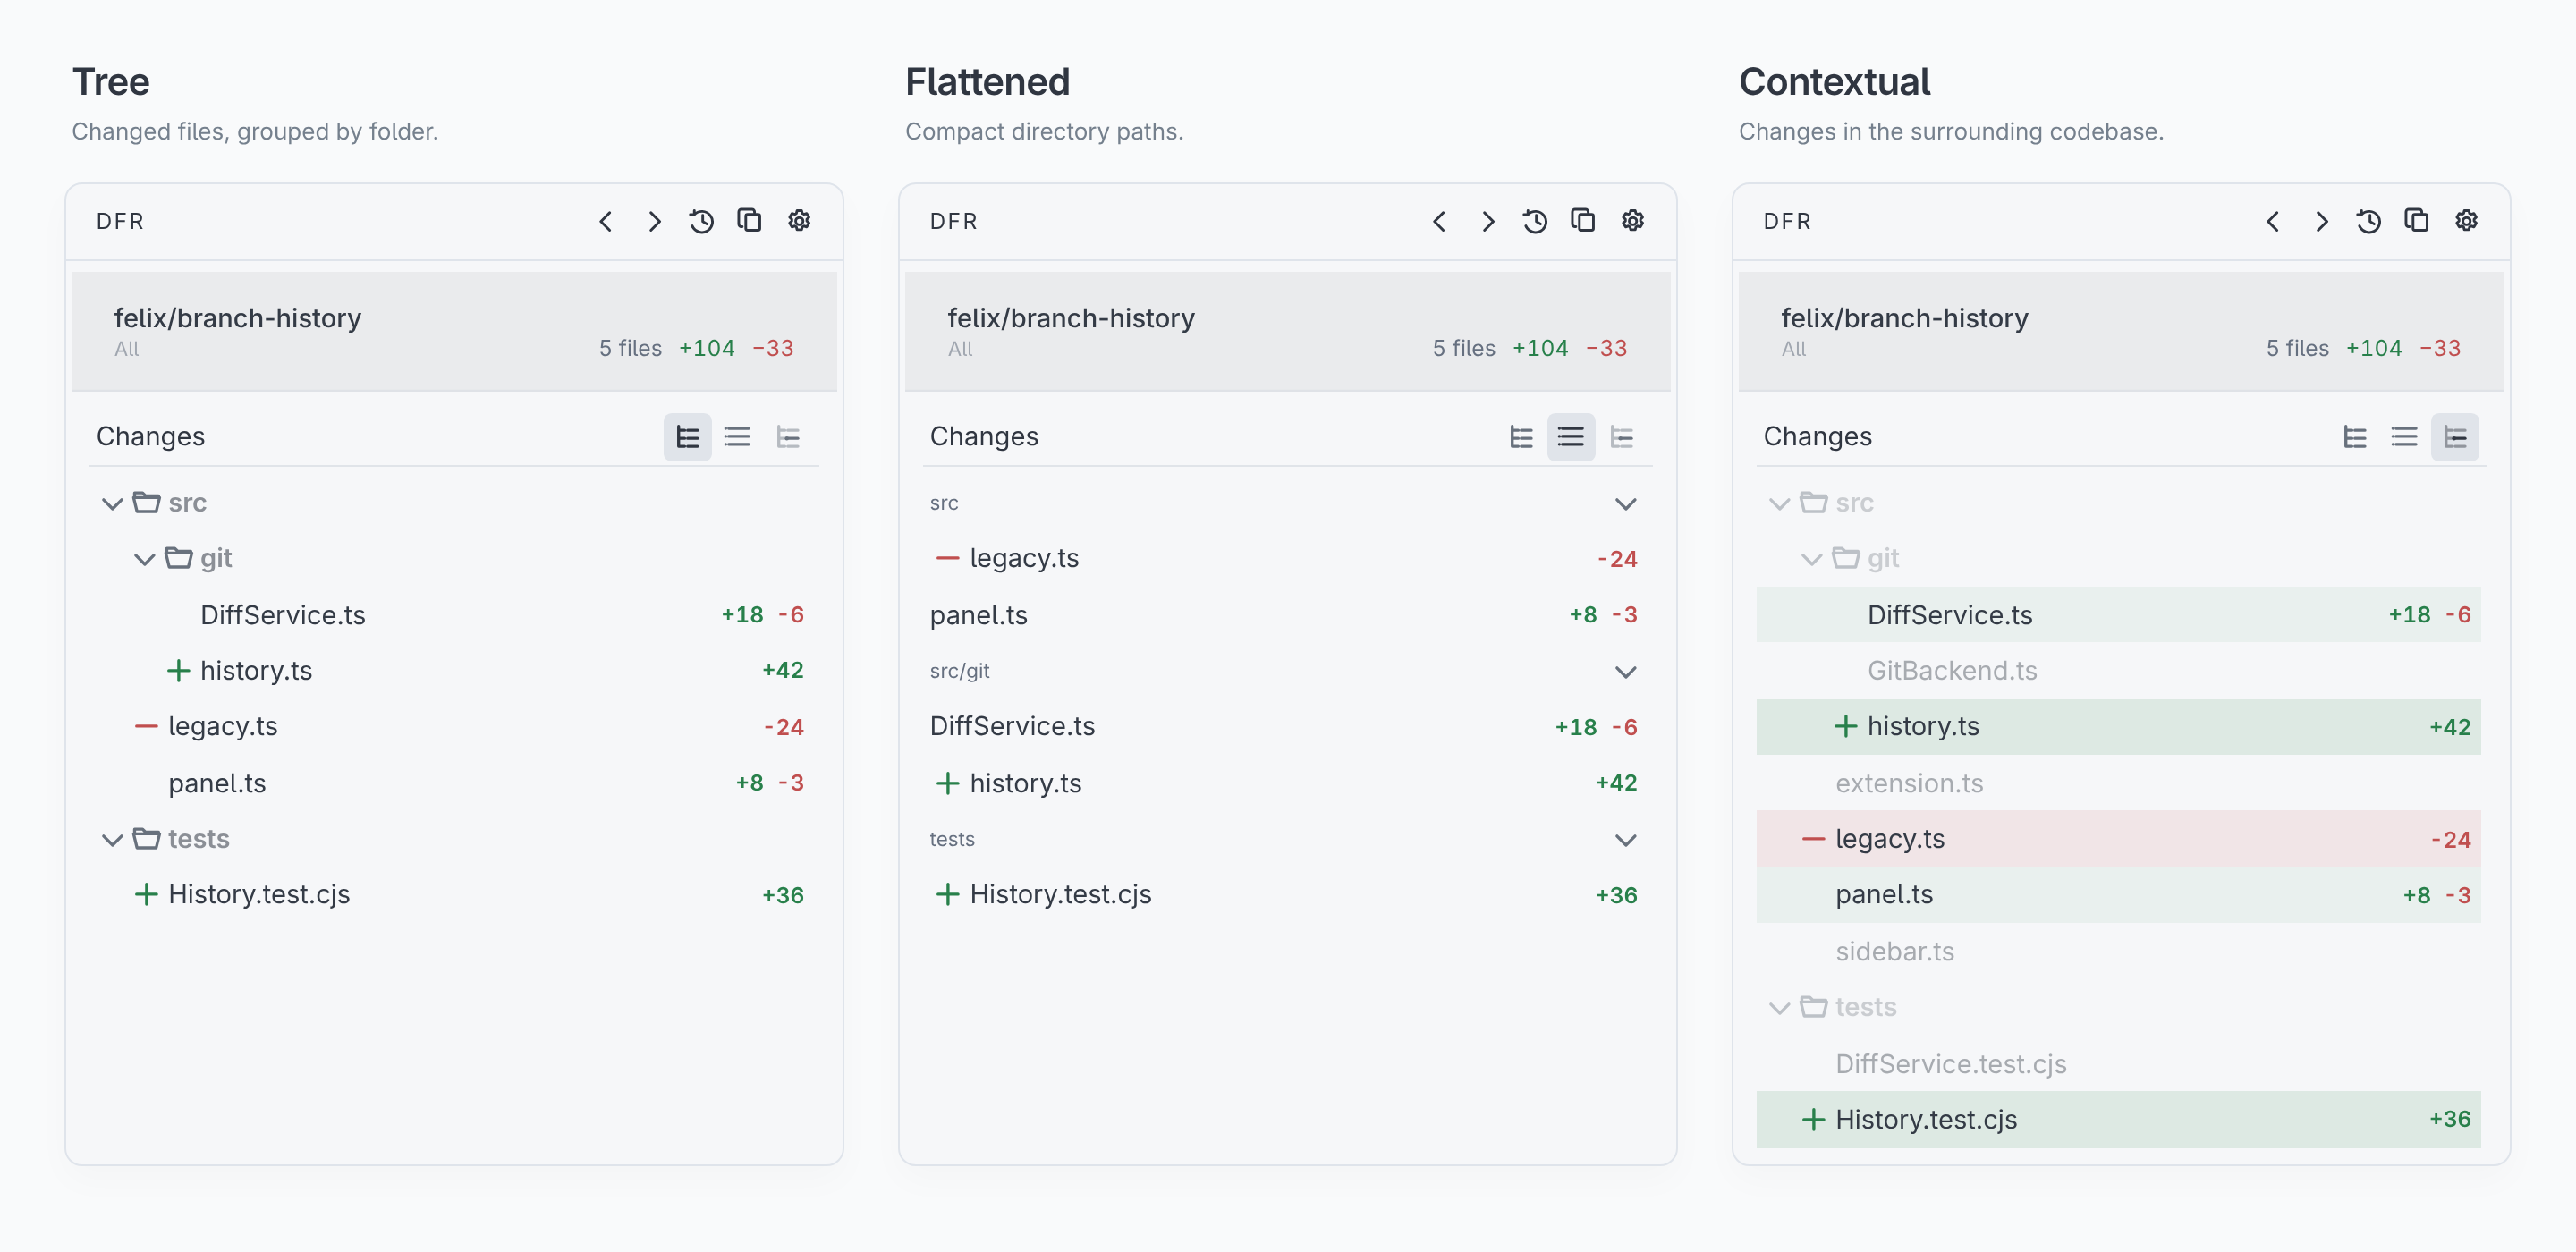 Tree
Changed files, grouped by folder.
DFR
felix/branch-history
All
5 files +104 −33
Changes
src
git
DiffService.ts +18 -6
history.ts +42
legacy.ts -24
panel.ts +8 -3
tests
History.test.cjs +36
Flattened
Compact directory paths.
DFR
felix/branch-history
All
5 files +104 −33
Changes
src
legacy.ts -24
panel.ts +8 -3
src/git
DiffService.ts +18 -6
history.ts +42
tests
History.test.cjs +36
Contextual
Changes in the surrounding codebase.
DFR
felix/branch-history
All
5 files +104 −33
Changes
src
git
DiffService.ts +18 -6
GitBackend.ts
history.ts +42
extension.ts
legacy.ts -24
panel.ts +8 -3
sidebar.ts
tests
DiffService.test.cjs
History.test.cjs +36